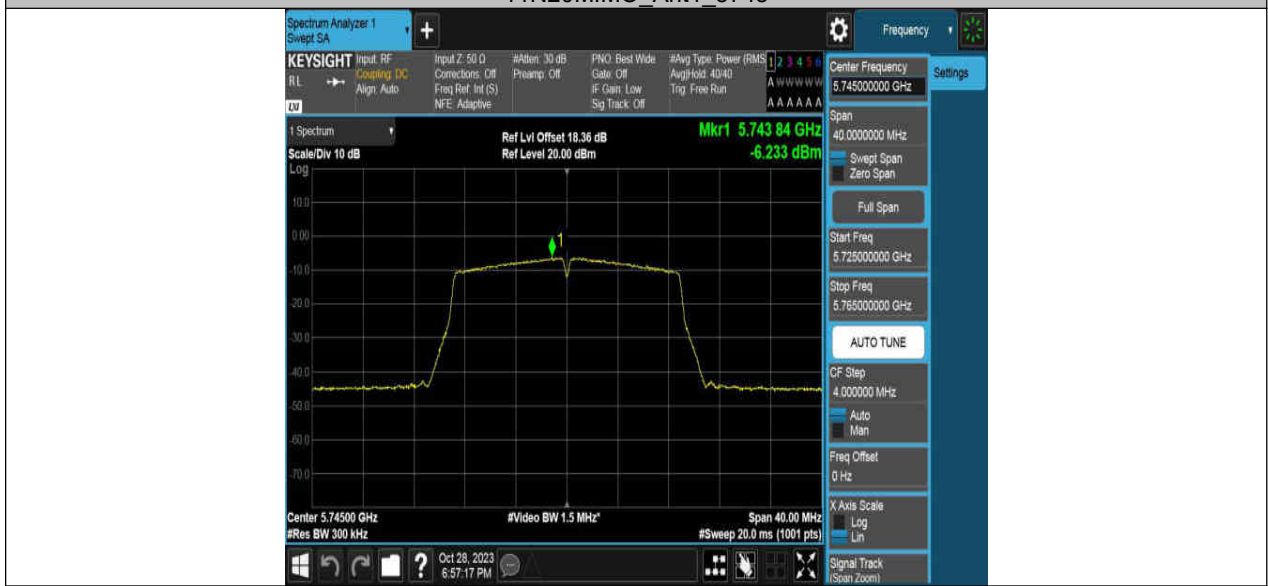 11N20MIMO_Ant1_5745
Spectrum Analyzer 1
Swept SA
+
Frequency
KEYSIGHT
Input: RF
Coupling: DC
Align: Auto
RL
LXI
Input Z: 50 Ω
Corrections: Off
Freq Ref: Int (S)
NFE: Adaptive
#Atten: 30 dB
Preamp: Off
PNO: Best Wide
Gate: Off
IF Gain: Low
Sig Track: Off
#Avg Type: Power (RMS
Avg|Hold: 40/40
Trig: Free Run
1 2 3 4 5 6
A W W W W W
A A A A A A
Center Frequency
5.745000000 GHz
Settings
Span
40.0000000 MHz
Swept Span
Zero Span
Full Span
Start Freq
5.725000000 GHz
Stop Freq
5.765000000 GHz
AUTO TUNE
CF Step
4.000000 MHz
Auto
Man
Freq Offset
0 Hz
X Axis Scale
Log
Lin
Signal Track
(Span Zoom)
1 Spectrum
Scale/Div 10 dB
Log
Ref Lvl Offset 18.36 dB
Ref Level 20.00 dBm
Mkr1 5.743 84 GHz
-6.233 dBm
1
10.0
0.00
-10.0
-20.0
-30.0
-40.0
-50.0
-60.0
-70.0
Center 5.74500 GHz
#Res BW 300 kHz
#Video BW 1.5 MHz*
Span 40.00 MHz
#Sweep 20.0 ms (1001 pts)
?
Oct 28, 2023
6:57:17 PM